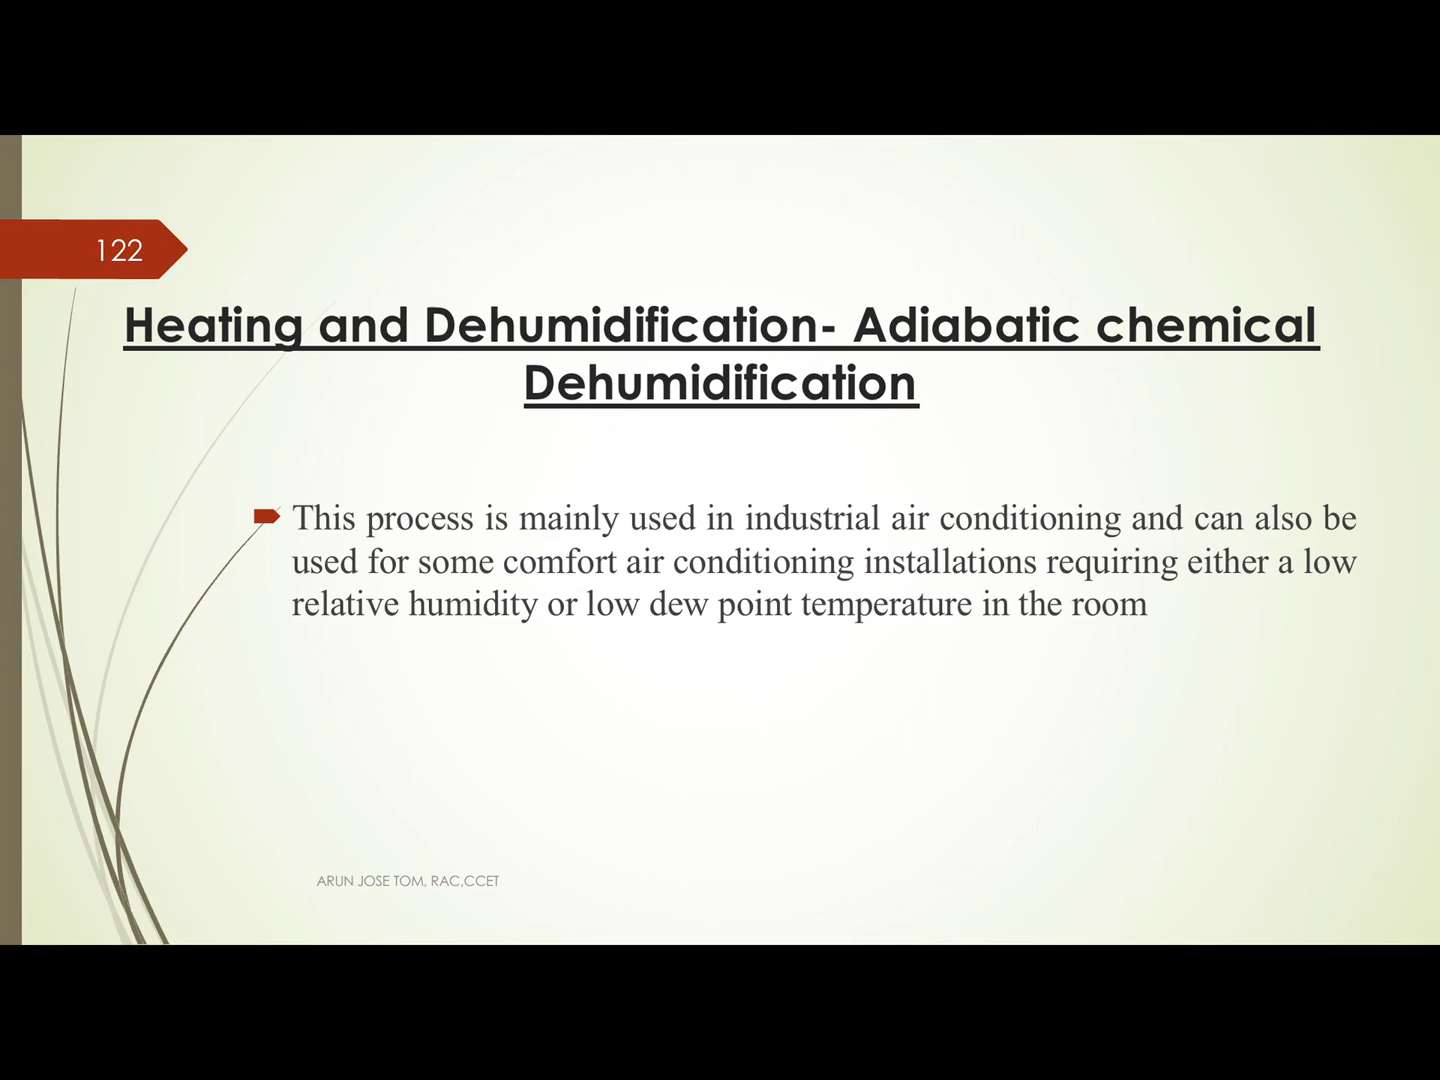 122
Heating and Dehumidification- Adiabatic chemical
Dehumidification
This process is mainly used in industrial air conditioning and can also be
used for some comfort air conditioning installations requiring either a low
relative humidity or low dew point temperature in the room
ARUN JOSE TOM, RAC,CCET